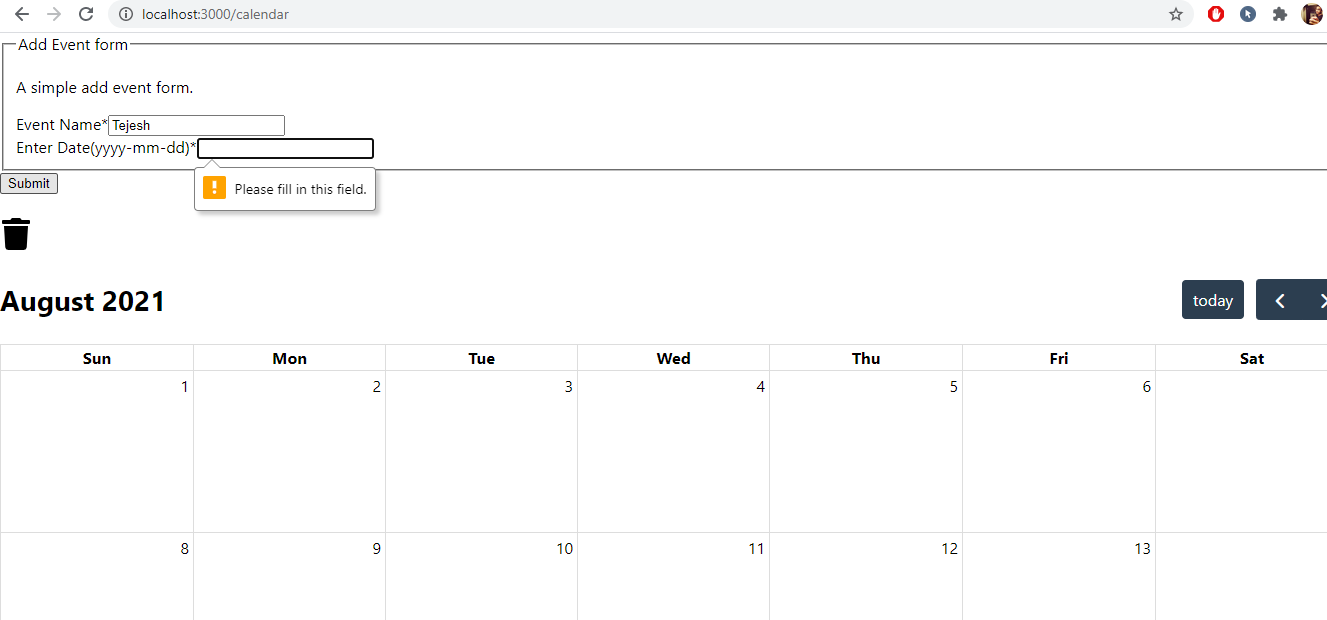 localhost:3000/calendar
Add Event form
A simple add event form.
Event Name* Tejesh
Enter Date(yyyy-mm-dd)*
Please fill in this field.
Submit
August 2021
today
Sun Mon Tue Wed Thu Fri Sat
1 2 3 4 5 6
8 9 10 11 12 13